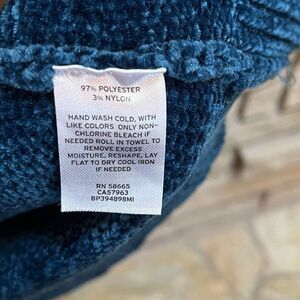 97% POLYESTER
3% NYLON
HAND WASH COLD, WITH
LIKE COLORS ONLY NON-
CHLORINE BLEACH IF
NEEDED ROLL IN TOWEL TO
REMOVE EXCESS
MOISTURE, RESHAPE, LAY
FLAT TO DRY COOL IRON
IF NEEDED
RN 58665
CA57963
BP394898MI